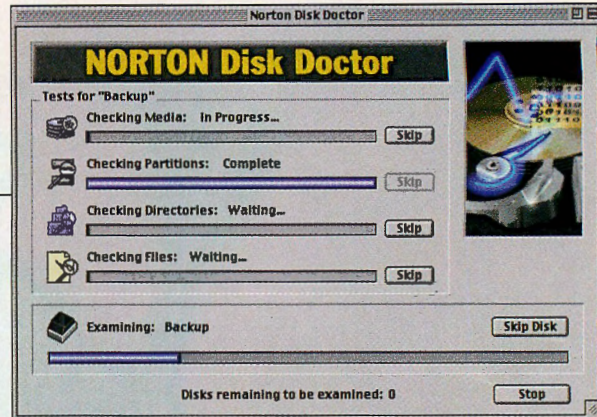 Norton Disk Doctor
NORTON Disk Doctor
Tests for "Backup"
Checking Media: In Progress...
Skip
Checking Partitions: Complete
Skip
Checking Directories: Waiting...
Skip
Checking Files: Waiting...
Skip
Examining: Backup
Skip Disk
Disks remaining to be examined: 0
Stop